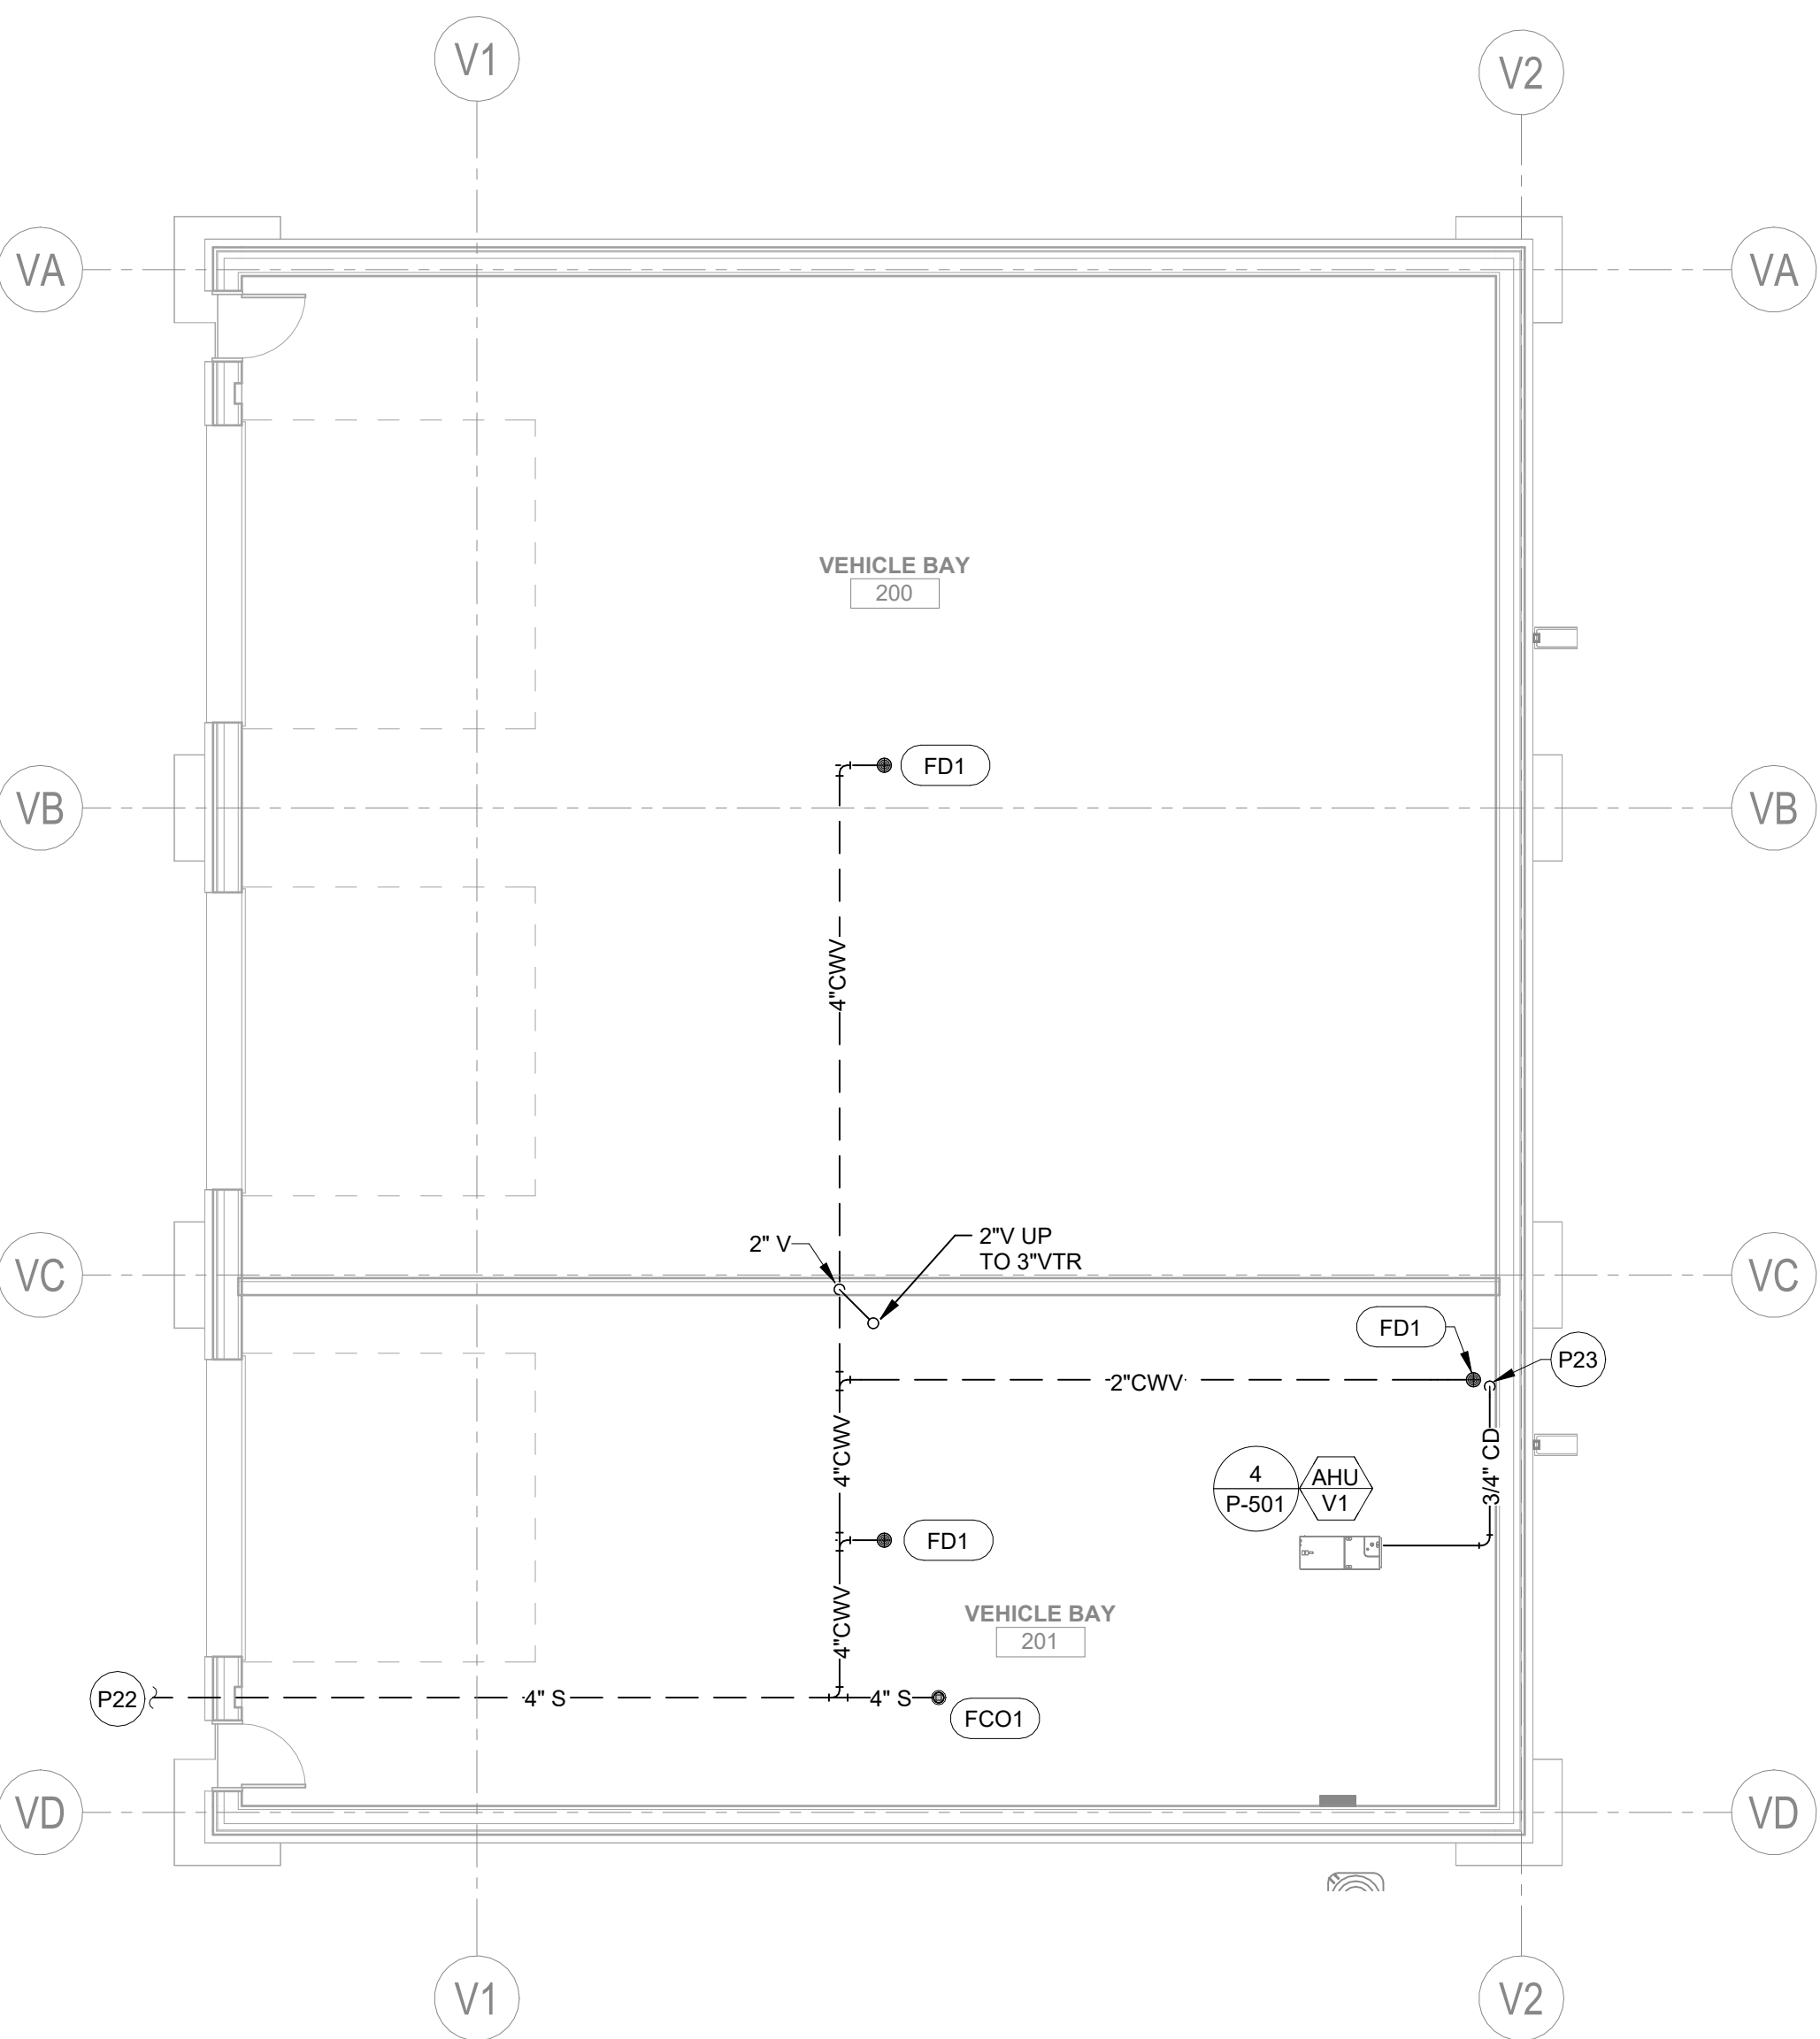 V1
V2
VA
VA
VEHICLE BAY
200
FD1
VB
VB
4"CWV
2" V
2"V UP
TO 3"VTR
VC
VC
FD1
P23
2"CWV
4"CWV
3/4" CD
4
P-501
AHU
V1
FD1
4"CWV
VEHICLE BAY
201
P22
4" S
4" S
FCO1
VD
VD
V1
V2